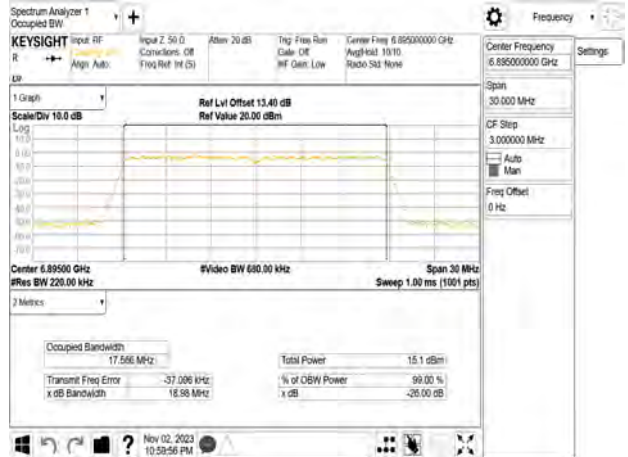 Spectrum Analyzer 1
Occupied BW
+
Frequency
KEYSIGHT
Input: RF
Input Z: 50 Ω
Atten: 20 dB
Trig: Free Run
Center Freq: 6.895000000 GHz
Corrections: Off
Gate: Off
Avg|Hold: 10/10
R
Align: Auto
Freq Ref: Int (S)
#IF Gain: Low
Radio Std: None
Center Frequency
6.895000000 GHz
Settings
Span
30.000 MHz
CF Step
3.000000 MHz
Auto
Man
Freq Offset
0 Hz
1 Graph
Ref Lvl Offset 13.40 dB
Scale/Div 10.0 dB
Ref Value 20.00 dBm
Log
10.0
0.00
Center 6.89500 GHz
#Video BW 680.00 kHz
Span 30 MHz
#Res BW 220.00 kHz
Sweep 1.00 ms (1001 pts)
2 Metrics
Occupied Bandwidth
17.566 MHz
Total Power
15.1 dBm
Transmit Freq Error
-37.096 kHz
% of OBW Power
99.00 %
x dB Bandwidth
18.98 MHz
x dB
-26.00 dB
?
Nov 02, 2023
10:59:56 PM